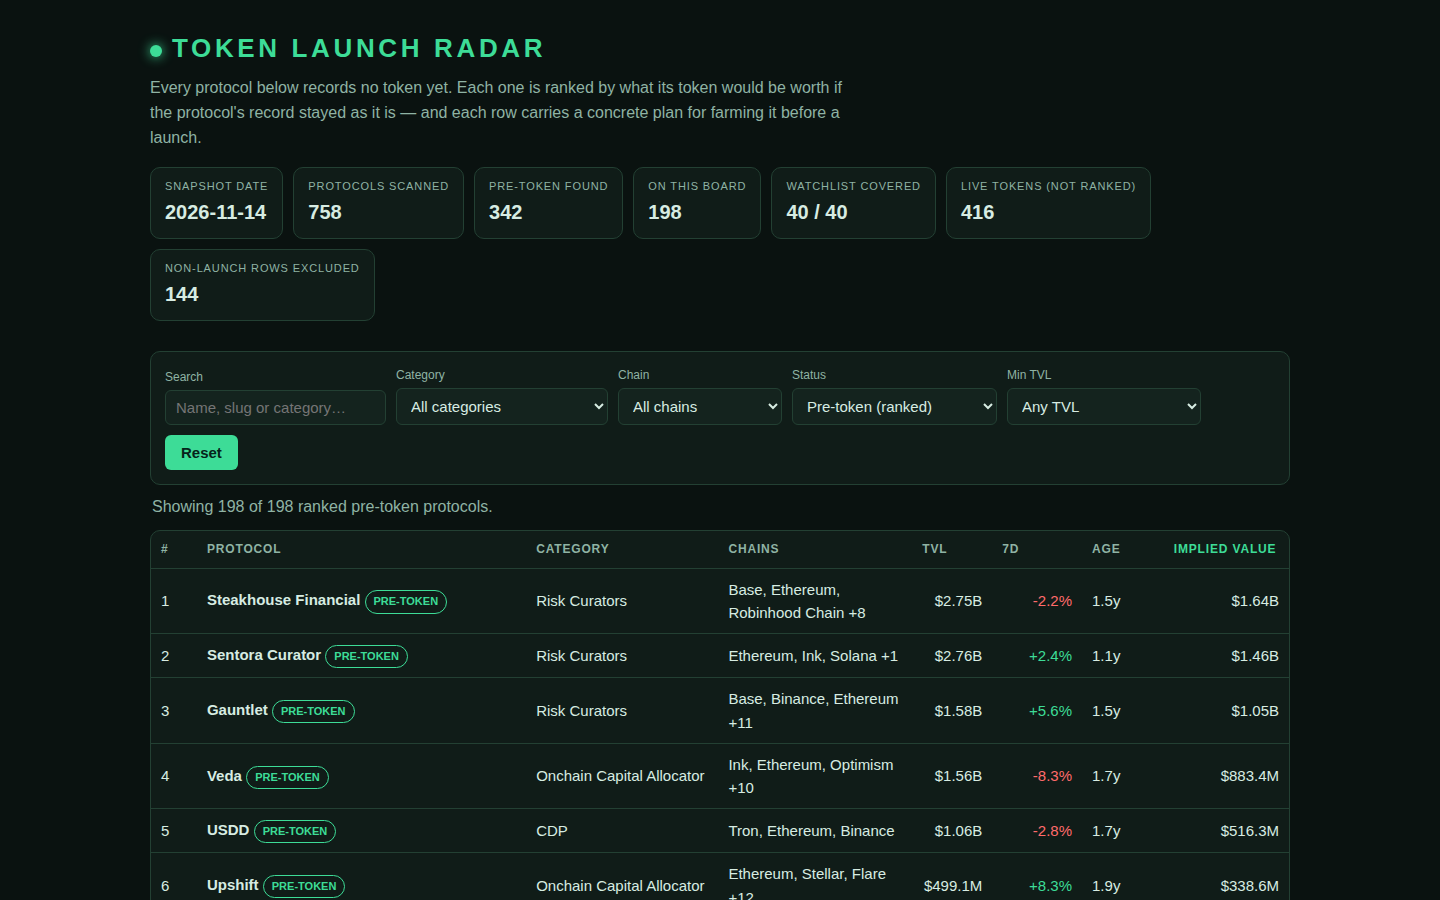 TOKEN LAUNCH RADAR
Every protocol below records no token yet. Each one is ranked by what its token would be worth if
the protocol's record stayed as it is — and each row carries a concrete plan for farming it before a
launch.
SNAPSHOT DATE
2026-11-14
PROTOCOLS SCANNED
758
PRE-TOKEN FOUND
342
ON THIS BOARD
198
WATCHLIST COVERED
40 / 40
LIVE TOKENS (NOT RANKED)
416
NON-LAUNCH ROWS EXCLUDED
144
Search
Name, slug or category…
Category
All categories
Chain
All chains
Status
Pre-token (ranked)
Min TVL
Any TVL
Reset
Showing 198 of 198 ranked pre-token protocols.
# PROTOCOL CATEGORY CHAINS TVL 7D AGE IMPLIED VALUE
1 Steakhouse Financial PRE-TOKEN Risk Curators Base, Ethereum, Robinhood Chain +8 $2.75B -2.2% 1.5y $1.64B
2 Sentora Curator PRE-TOKEN Risk Curators Ethereum, Ink, Solana +1 $2.76B +2.4% 1.1y $1.46B
3 Gauntlet PRE-TOKEN Risk Curators Base, Binance, Ethereum +11 $1.58B +5.6% 1.5y $1.05B
4 Veda PRE-TOKEN Onchain Capital Allocator Ink, Ethereum, Optimism +10 $1.56B -8.3% 1.7y $883.4M
5 USDD PRE-TOKEN CDP Tron, Ethereum, Binance $1.06B -2.8% 1.7y $516.3M
6 Upshift PRE-TOKEN Onchain Capital Allocator Ethereum, Stellar, Flare +12 $499.1M +8.3% 1.9y $338.6M